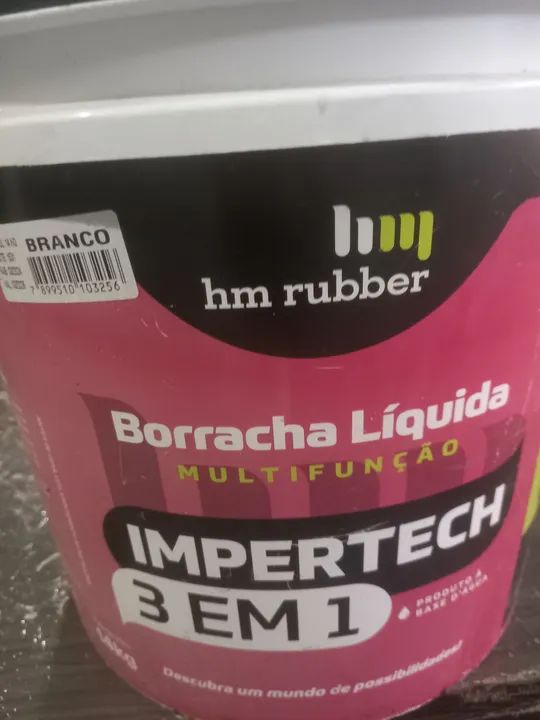 BRANCO
7 899510 103256
hm
hm rubber
Borracha Líquida
MULTIFUNÇÃO
IMPERTECH
3 EM 1
PRODUTO À
BASE D'ÁGUA
Descubra um mundo de possibilidades!